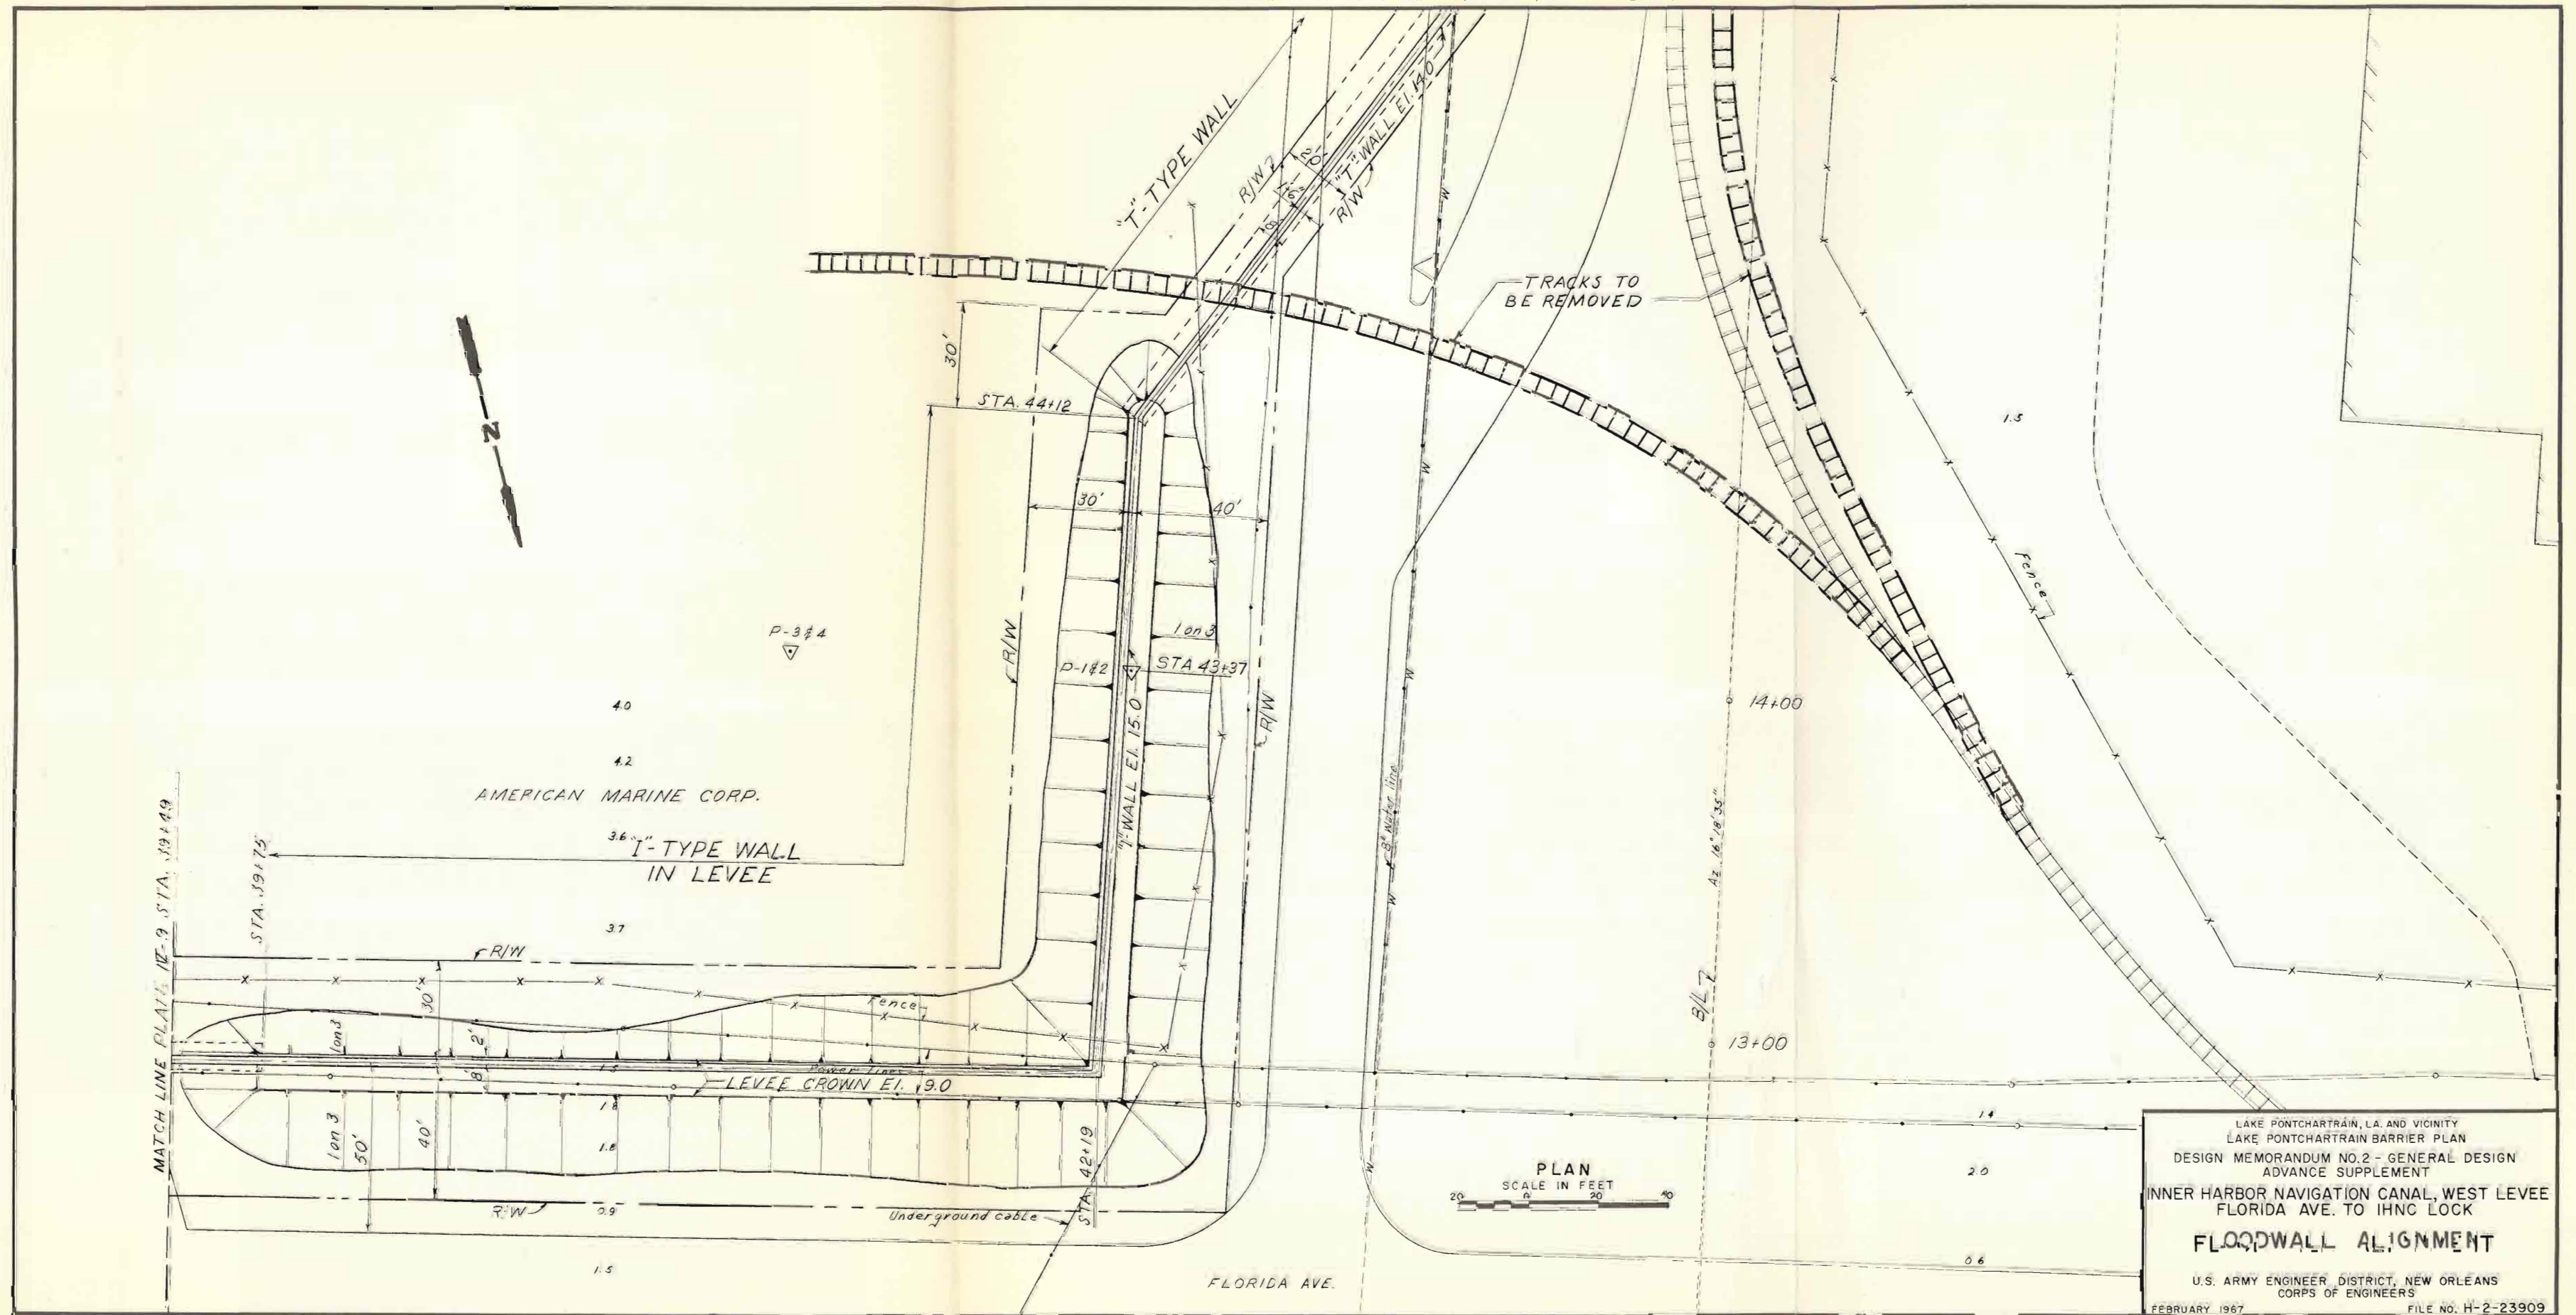 "T"-TYPE WALL
R/W
20'
"T"-WALL El. 14.0
R/W
8'
W
W
TRACKS TO
BE REMOVED
30'
STA. 44+12
30'
40'
W
N
1.5
Fence
P-3&4
R/W
1 on 3
P-1&2
STA 43+37
R/W
"I"-WALL El. 15.0
W
14+00
4.0
4.2
AMERICAN MARINE CORP.
3.6
"I"-TYPE WALL
IN LEVEE
3.7
8" water line
W
W
Az. 16° 18' 35"
B/L
13+00
MATCH LINE PLATE IV-9 STA. 39+49
STA. 39+75
R/W
30'
Fence
1 on 3
2'
8'
1.5
Power lines
LEVEE CROWN El. 9.0
1.8
1 on 3
50'
40'
1.8
STA. 42+19
R/W
0.9
Underground cable
W
1.5
FLORIDA AVE.
1.4
2.0
0.6
PLAN
SCALE IN FEET
20 0 20 40
LAKE PONTCHARTRAIN, LA. AND VICINITY
LAKE PONTCHARTRAIN BARRIER PLAN
DESIGN MEMORANDUM NO. 2 - GENERAL DESIGN
ADVANCE SUPPLEMENT
INNER HARBOR NAVIGATION CANAL, WEST LEVEE
FLORIDA AVE. TO IHNC LOCK
FLOODWALL ALIGNMENT
U.S. ARMY ENGINEER DISTRICT, NEW ORLEANS
CORPS OF ENGINEERS
FEBRUARY 1967
FILE NO. H-2-23909